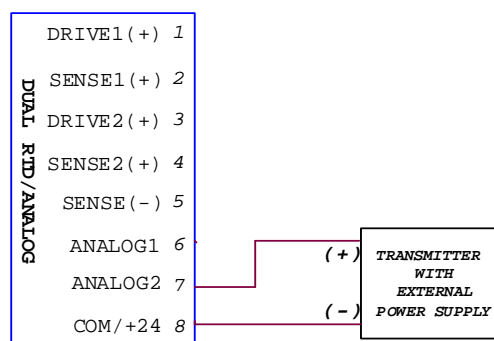 DUAL RTD/ANALOG
DRIVE1(+) 1
SENSE1(+) 2
DRIVE2(+) 3
SENSE2(+) 4
SENSE(-) 5
ANALOG1 6
ANALOG2 7
COM/+24 8
(+)
(-)
TRANSMITTER
WITH
EXTERNAL
POWER SUPPLY